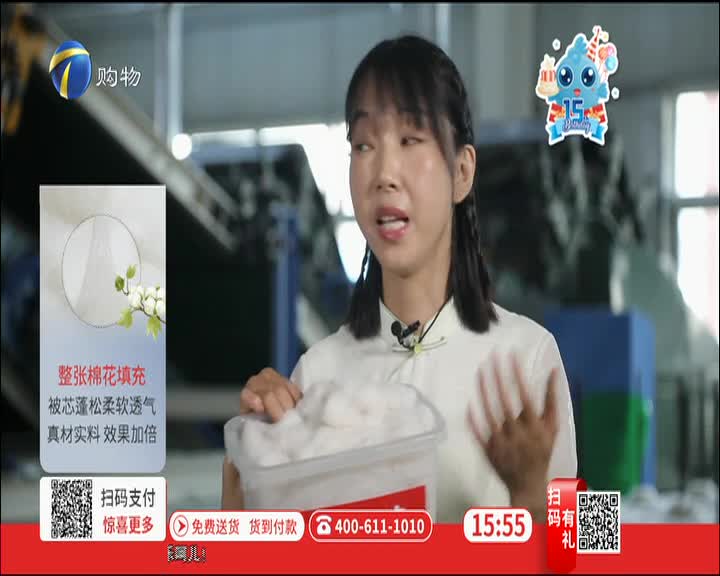 购物
15
整张棉花填充
被芯蓬松柔软透气
真材实料 效果加倍
扫码支付
惊喜更多
免费送货 货到付款
400-611-1010
15:55
扫码
有礼